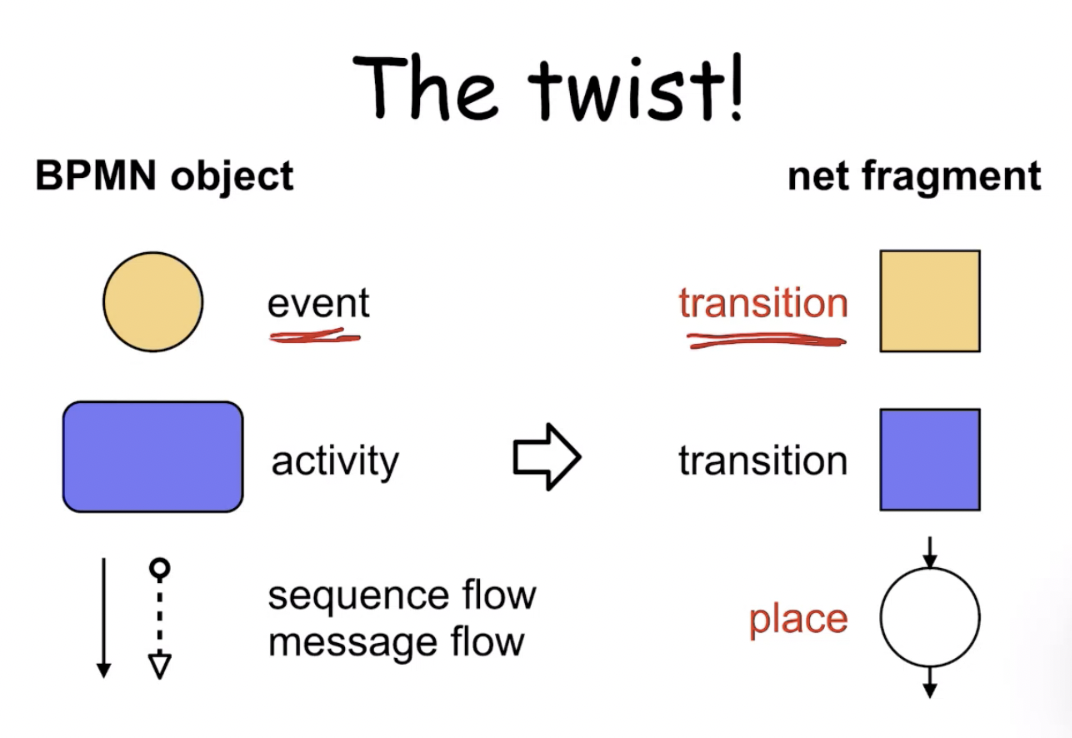 The twist!
BPMN object
net fragment
event
transition
activity
transition
sequence flow
message flow
place